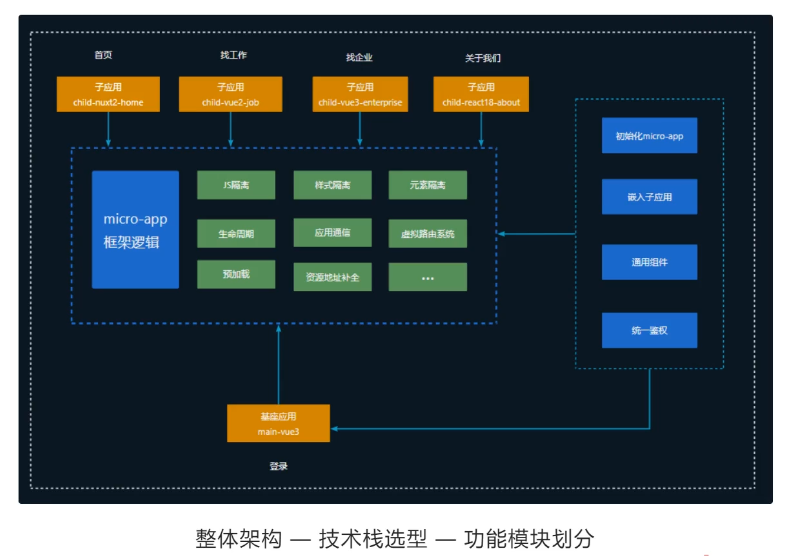 首页
找工作
找企业
关于我们
子应用
child-nuxt2-home
子应用
child-vue2-job
子应用
child-vue3-enterprise
子应用
child-react18-about
micro-app
框架逻辑
JS隔离
样式隔离
元素隔离
生命周期
应用通信
虚拟路由系统
预加载
资源地址补全
•••
初始化micro-app
嵌入子应用
通用组件
统一鉴权
基座应用
main-vue3
登录
整体架构 — 技术栈选型 — 功能模块划分